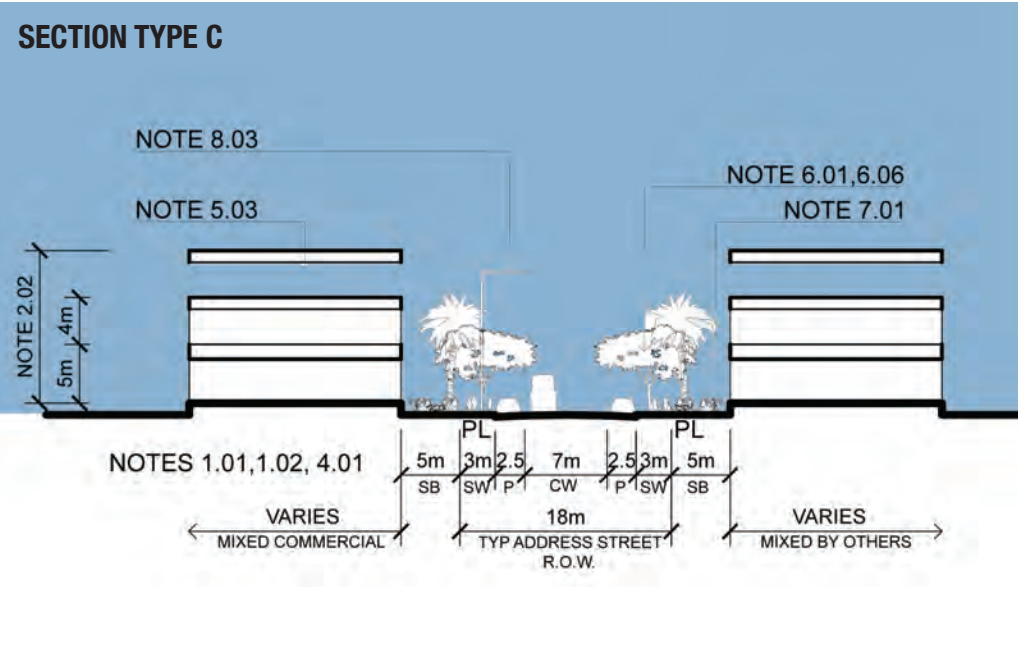 SECTION TYPE C
NOTE 8.03
NOTE 6.01,6.06
NOTE 5.03
NOTE 7.01
NOTE 2.02
4m
5m
PL
PL
NOTES 1.01,1.02, 4.01
5m 3m 2.5 7m 2.5 3m 5m
SB SW P CW P SW SB
VARIES
18m
VARIES
MIXED COMMERCIAL
TYP ADDRESS STREET
MIXED BY OTHERS
R.O.W.